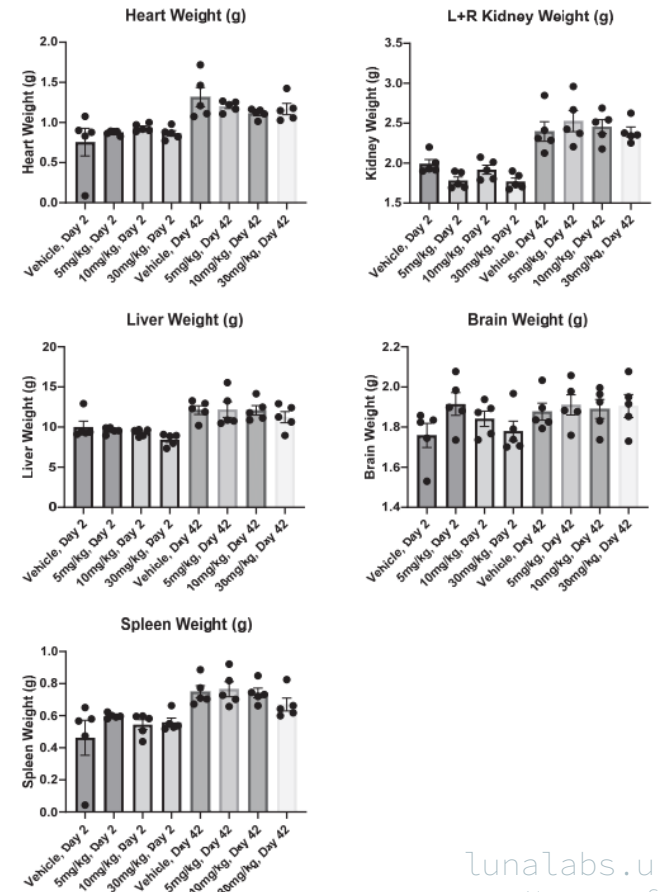 Heart Weight (g)
Heart Weight (g)
2.0
1.5
1.0
0.5
0.0
Vehicle, Day 2
5mg/kg, Day 2
10mg/kg, Day 2
30mg/kg, Day 2
Vehicle, Day 42
5mg/kg, Day 42
10mg/kg, Day 42
30mg/kg, Day 42
L+R Kidney Weight (g)
Kidney Weight (g)
3.5
3.0
2.5
2.0
1.5
Vehicle, Day 2
5mg/kg, Day 2
10mg/kg, Day 2
30mg/kg, Day 2
Vehicle, Day 42
5mg/kg, Day 42
10mg/kg, Day 42
30mg/kg, Day 42
Liver Weight (g)
Liver Weight (g)
20
15
10
5
0
Vehicle, Day 2
5mg/kg, Day 2
10mg/kg, Day 2
30mg/kg, Day 2
Vehicle, Day 42
5mg/kg, Day 42
10mg/kg, Day 42
30mg/kg, Day 42
Brain Weight (g)
Brain Weight (g)
2.2
2.0
1.8
1.6
1.4
Vehicle, Day 2
5mg/kg, Day 2
10mg/kg, Day 2
30mg/kg, Day 2
Vehicle, Day 42
5mg/kg, Day 42
10mg/kg, Day 42
30mg/kg, Day 42
Spleen Weight (g)
Spleen Weight (g)
1.0
0.8
0.6
0.4
0.2
0.0
Vehicle, Day 2
5mg/kg, Day 2
10mg/kg, Day 2
30mg/kg, Day 2
Vehicle, Day 42
5mg/kg, Day 42
10mg/kg, Day 42
30mg/kg, Day 42
lunalabs.u